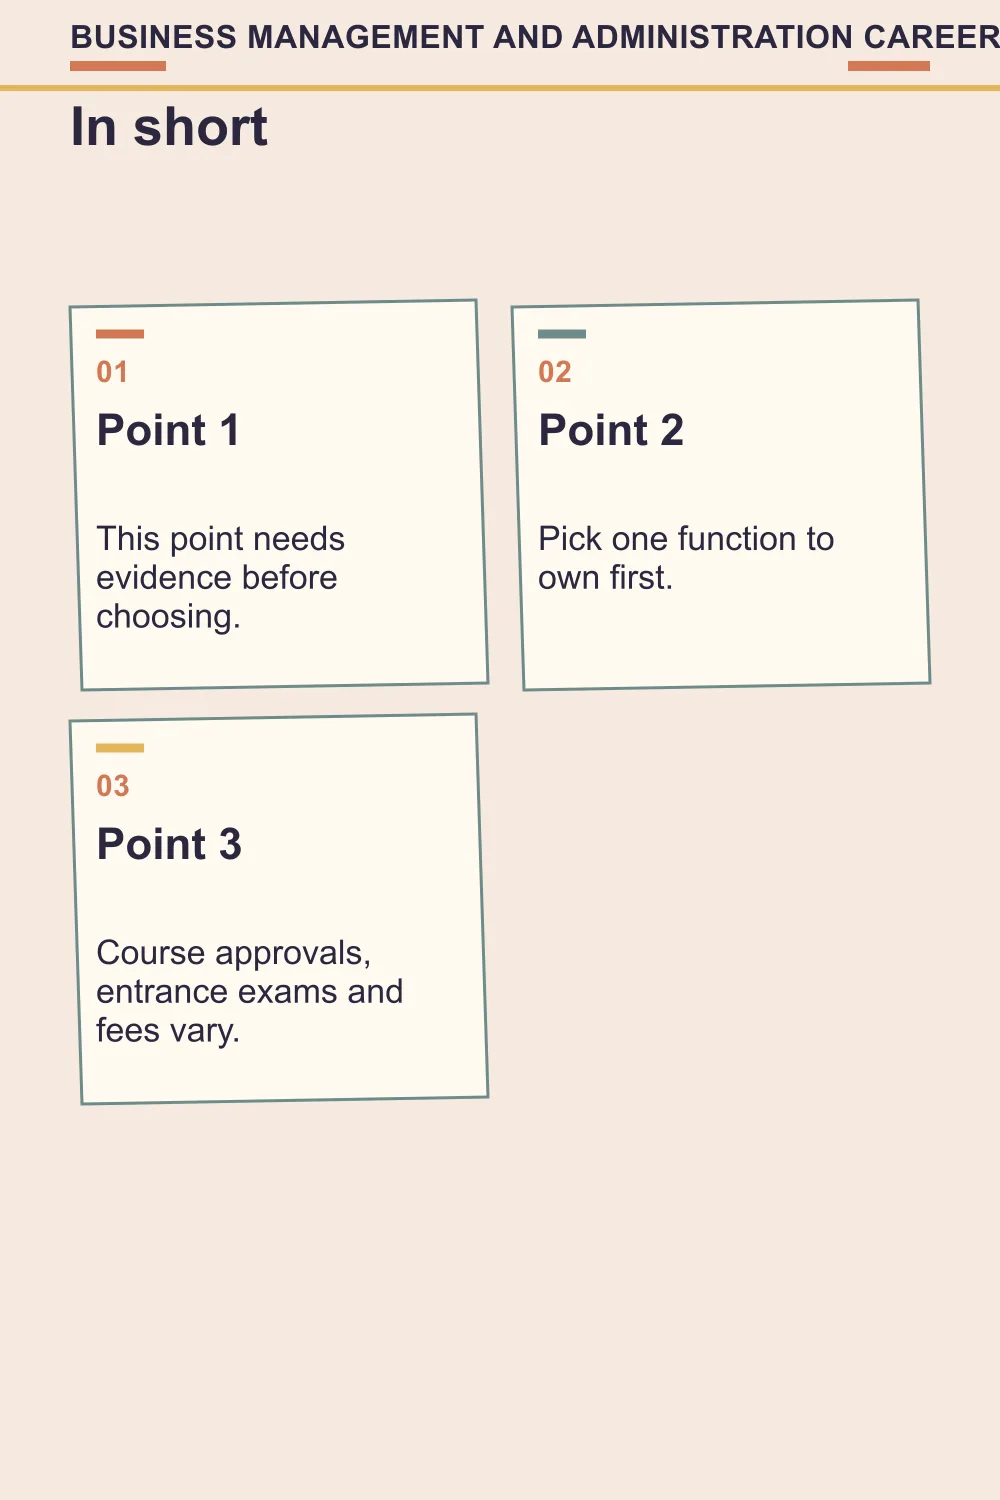 BUSINESS MANAGEMENT AND ADMINISTRATION CAREER
In short
01
Point 1
This point needs
evidence before
choosing.
02
Point 2
Pick one function to
own first.
03
Point 3
Course approvals,
entrance exams and
fees vary.